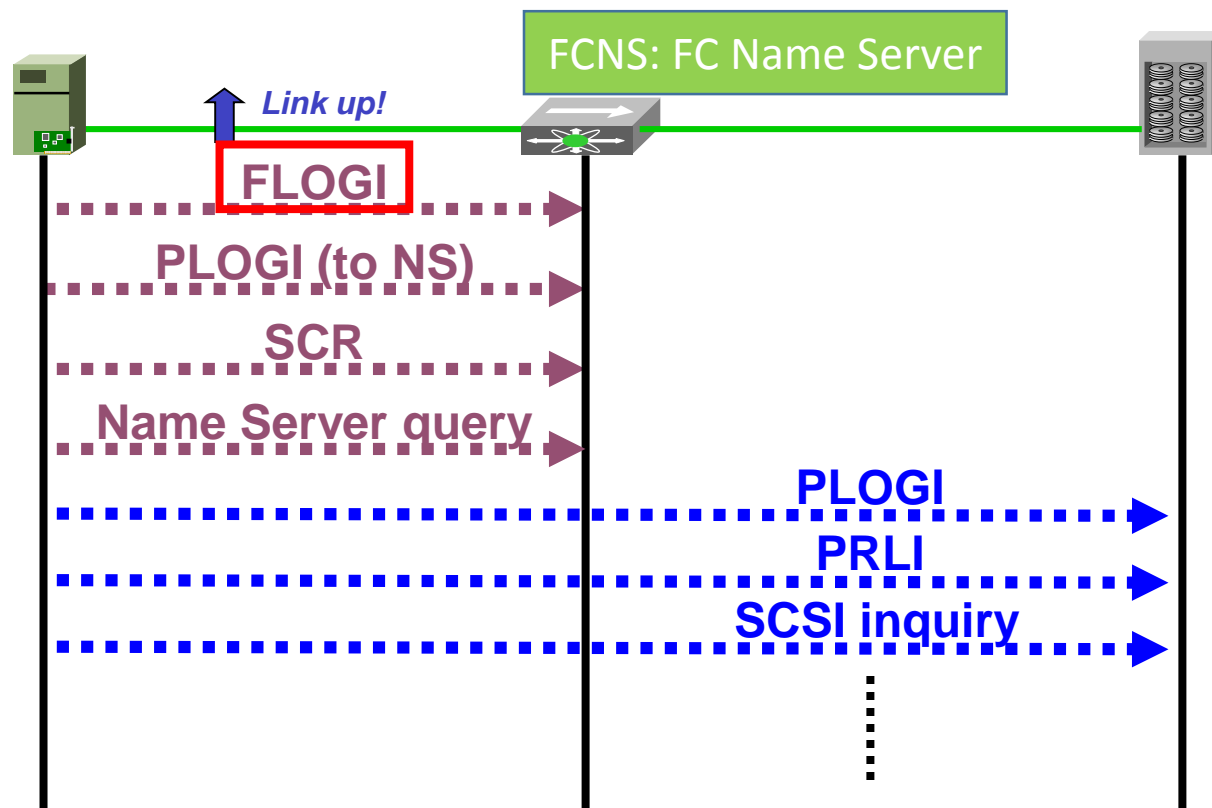 FCNS: FC Name Server
Link up!
FLOGI
PLOGI (to NS)
SCR
Name Server query
PLOGI
PRLI
SCSI inquiry